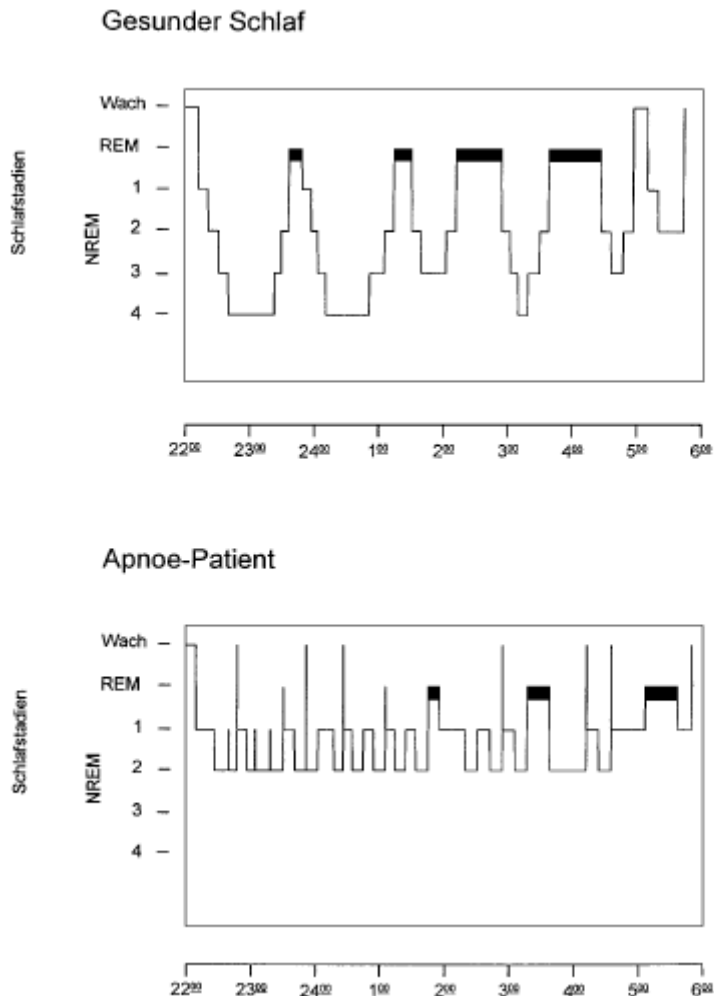 Gesunder Schlaf
Schlafstadien
NREM
Wach
REM
1
2
3
4
22⁰⁰ 23⁰⁰ 24⁰⁰ 1⁰⁰ 2⁰⁰ 3⁰⁰ 4⁰⁰ 5⁰⁰ 6⁰⁰
Apnoe-Patient
Schlafstadien
NREM
Wach
REM
1
2
3
4
22⁰⁰ 23⁰⁰ 24⁰⁰ 1⁰⁰ 2⁰⁰ 3⁰⁰ 4⁰⁰ 5⁰⁰ 6⁰⁰